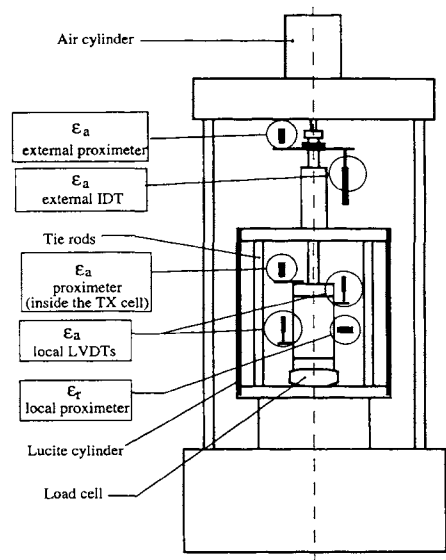 Air cylinder
εa
external proximeter
εa
external IDT
Tie rods
εa
proximeter
(inside the TX cell)
εa
local LVDTs
εr
local proximeter
Lucite cylinder
Load cell